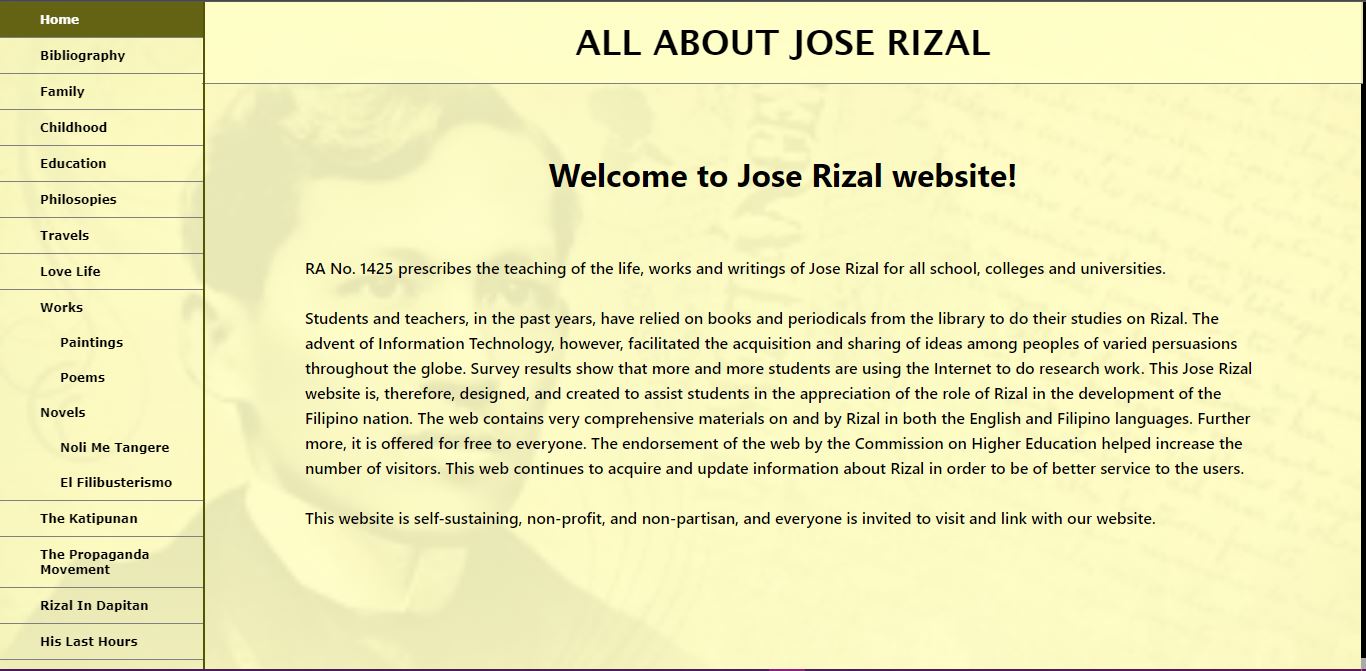 Home
Bibliography
Family
Childhood
Education
Philosopies
Travels
Love Life
Works
Paintings
Poems
Novels
Noli Me Tangere
El Filibusterismo
The Katipunan
The Propaganda
Movement
Rizal In Dapitan
His Last Hours
ALL ABOUT JOSE RIZAL
Welcome to Jose Rizal website!
RA No. 1425 prescribes the teaching of the life, works and writings of Jose Rizal for all school, colleges and universities.
Students and teachers, in the past years, have relied on books and periodicals from the library to do their studies on Rizal. The
advent of Information Technology, however, facilitated the acquisition and sharing of ideas among peoples of varied persuasions
throughout the globe. Survey results show that more and more students are using the Internet to do research work. This Jose Rizal
website is, therefore, designed, and created to assist students in the appreciation of the role of Rizal in the development of the
Filipino nation. The web contains very comprehensive materials on and by Rizal in both the English and Filipino languages. Further
more, it is offered for free to everyone. The endorsement of the web by the Commission on Higher Education helped increase the
number of visitors. This web continues to acquire and update information about Rizal in order to be of better service to the users.
This website is self-sustaining, non-profit, and non-partisan, and everyone is invited to visit and link with our website.